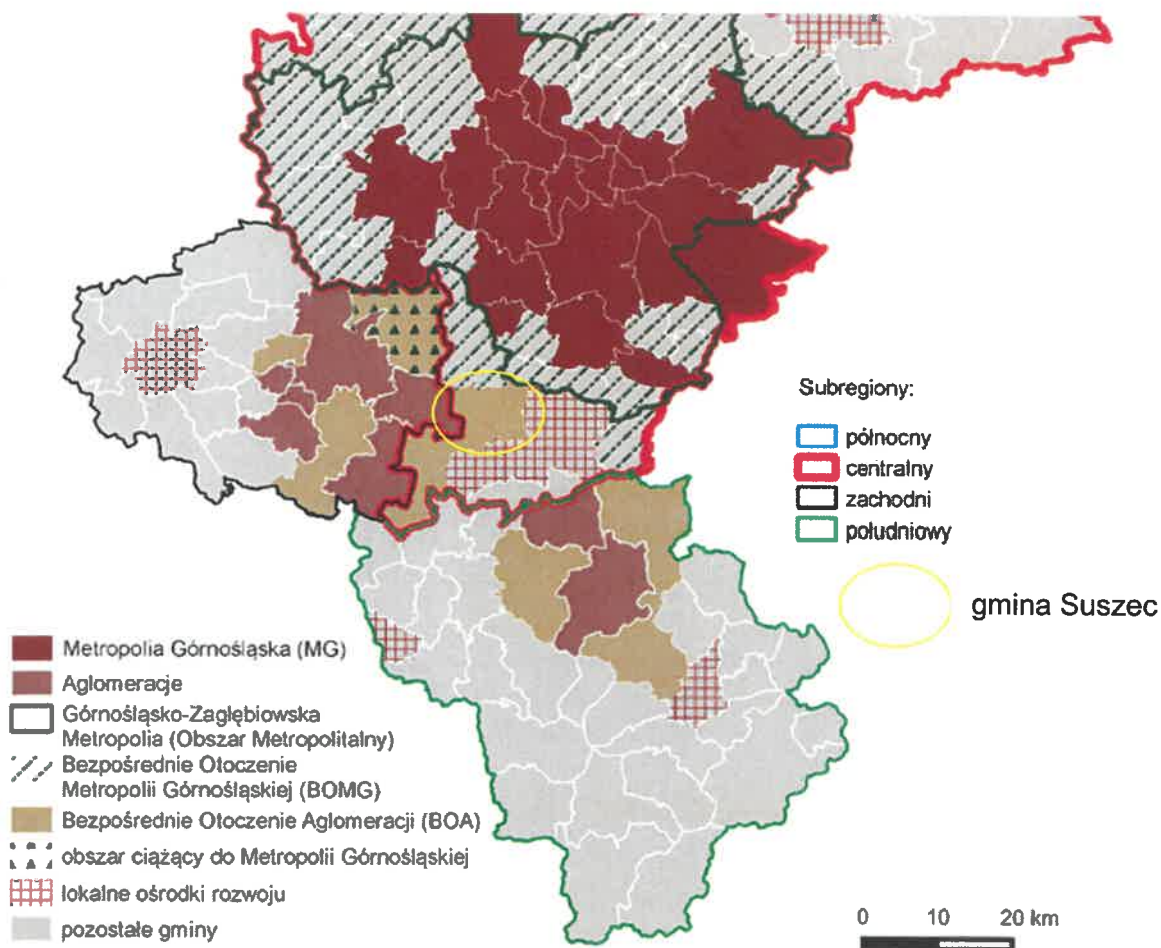 Subregiony:
północny
centralny
zachodni
południowy
gmina Suszec
Metropolia Górnośląska (MG)
Aglomeracje
Górnośląsko-Zagłębiowska
Metropolia (Obszar Metropolitalny)
Bezpośrednie Otoczenie
Metropolii Górnośląskiej (BOMG)
Bezpośrednie Otoczenie Aglomeracji (BOA)
obszar ciążący do Metropolii Górnośląskiej
lokalne ośrodki rozwoju
pozostałe gminy
0 10 20 km